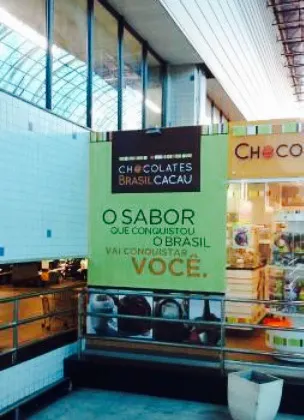 CHOCOLATES
BRASIL CACAU
O SABOR
QUE CONQUISTOU
O BRASIL
VAI CONQUISTAR
VOCÊ.
CHOCO